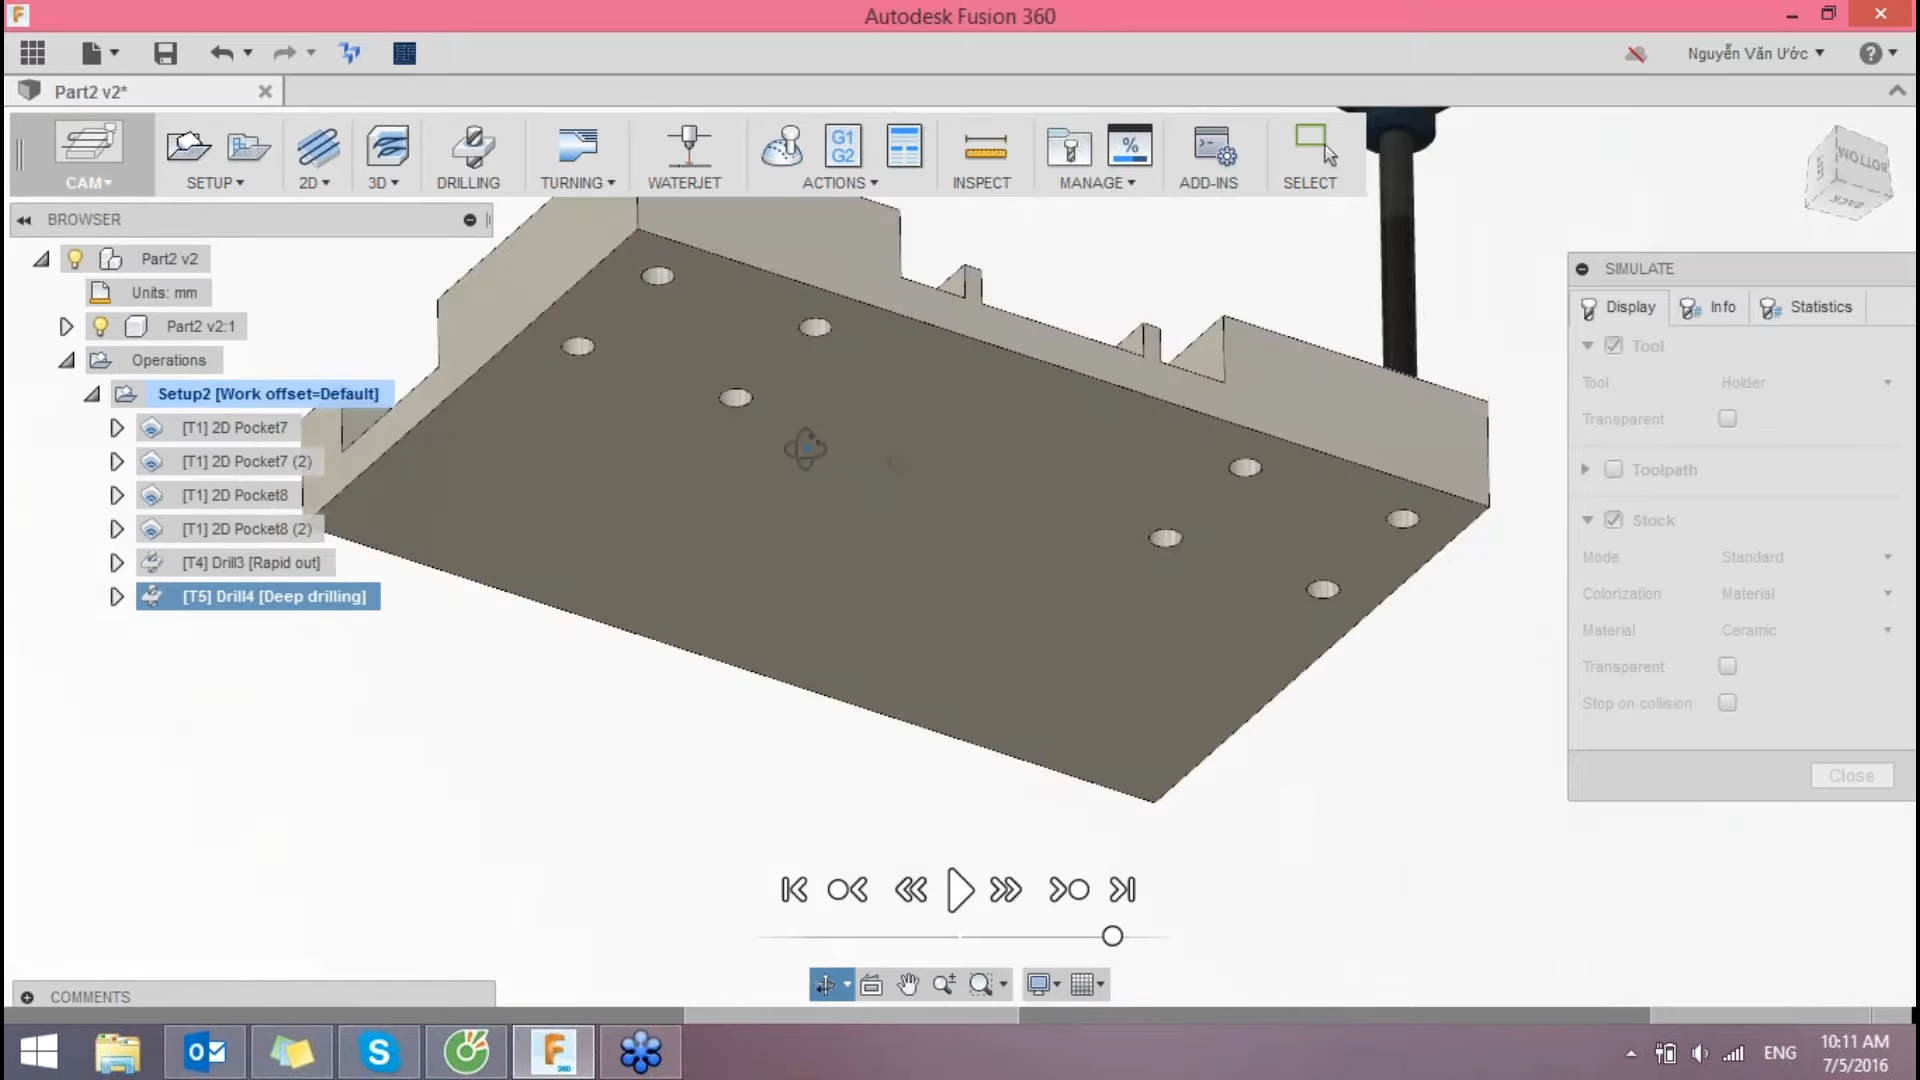 Autodesk Fusion 360
Nguyễn Văn Ước
Part2 v2*
G1
G2
%
CAM
SETUP
2D
3D
DRILLING
TURNING
WATERJET
ACTIONS
INSPECT
MANAGE
ADD-INS
SELECT
BOTTOM
BACK
BROWSER
Part2 v2
Units: mm
Part2 v2:1
Operations
Setup2 [Work offset=Default]
[T1] 2D Pocket7
[T1] 2D Pocket7 (2)
[T1] 2D Pocket8
[T1] 2D Pocket8 (2)
[T4] Drill3 [Rapid out]
[T5] Drill4 [Deep drilling]
SIMULATE
Display Info Statistics
Tool
Tool Holder
Transparent
Toolpath
Stock
Mode Standard
Colorization Material
Material Ceramic
Transparent
Stop on collision
Close
COMMENTS
ENG
10:11 AM
7/5/2016